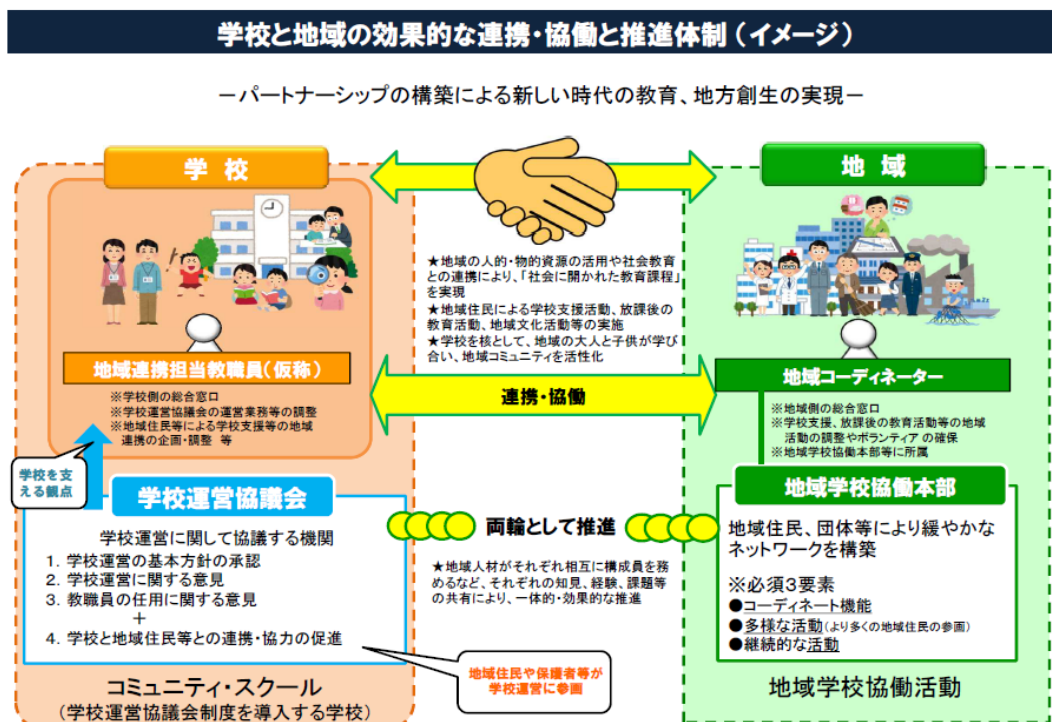 学校と地域の効果的な連携・協働と推進体制（イメージ）
－パートナーシップの構築による新しい時代の教育、地方創生の実現－
学 校
地 域
★地域の人的・物的資源の活用や社会教育
との連携により、「社会に開かれた教育課程」
を実現
★地域住民による学校支援活動、放課後の
教育活動、地域文化活動等の実施
★学校を核として、地域の大人と子供が学び
合い、地域コミュニティを活性化
地域連携担当教職員（仮称）
※学校側の総合窓口
※学校運営協議会の運営業務等の調整
※地域住民等による学校支援等の地域
連携の企画・調整 等
連携・協働
地域コーディネーター
※地域側の総合窓口
※学校支援、放課後の教育活動等の地域
活動の調整やボランティア の確保
※地域学校協働本部等に所属
学校を支
える観点
学校運営協議会
学校運営に関して協議する機関
1. 学校運営の基本方針の承認
2. 学校運営に関する意見
3. 教職員の任用に関する意見
＋
4. 学校と地域住民等との連携・協力の促進
両輪として推進
★地域人材がそれぞれ相互に構成員を務
めるなど、それぞれの知見、経験、課題等
の共有により、一体的・効果的な推進
地域学校協働本部
地域住民、団体等により緩やかな
ネットワークを構築
※必須３要素
●コーディネート機能
●多様な活動（より多くの地域住民の参画）
●継続的な活動
地域住民や保護者等が
学校運営に参画
コミュニティ・スクール
（学校運営協議会制度を導入する学校）
地域学校協働活動